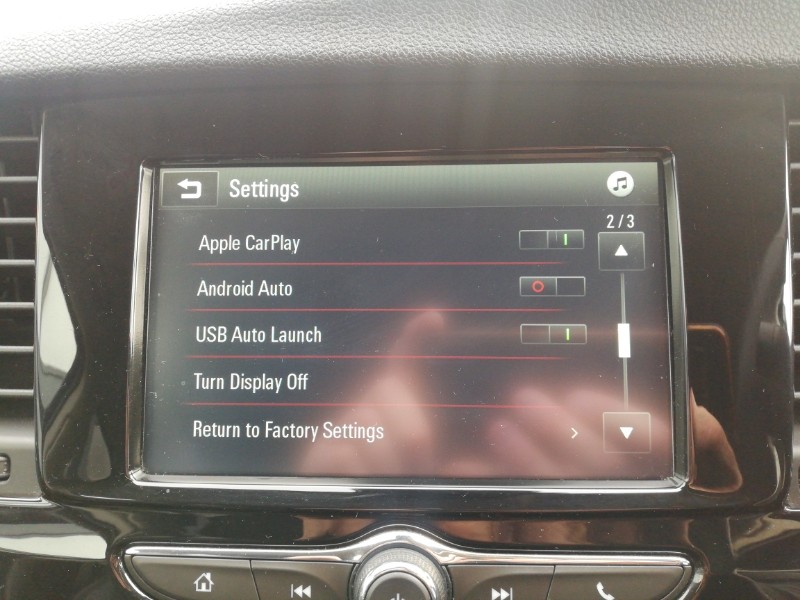 Settings
2/3
Apple CarPlay
Android Auto
USB Auto Launch
Turn Display Off
Return to Factory Settings